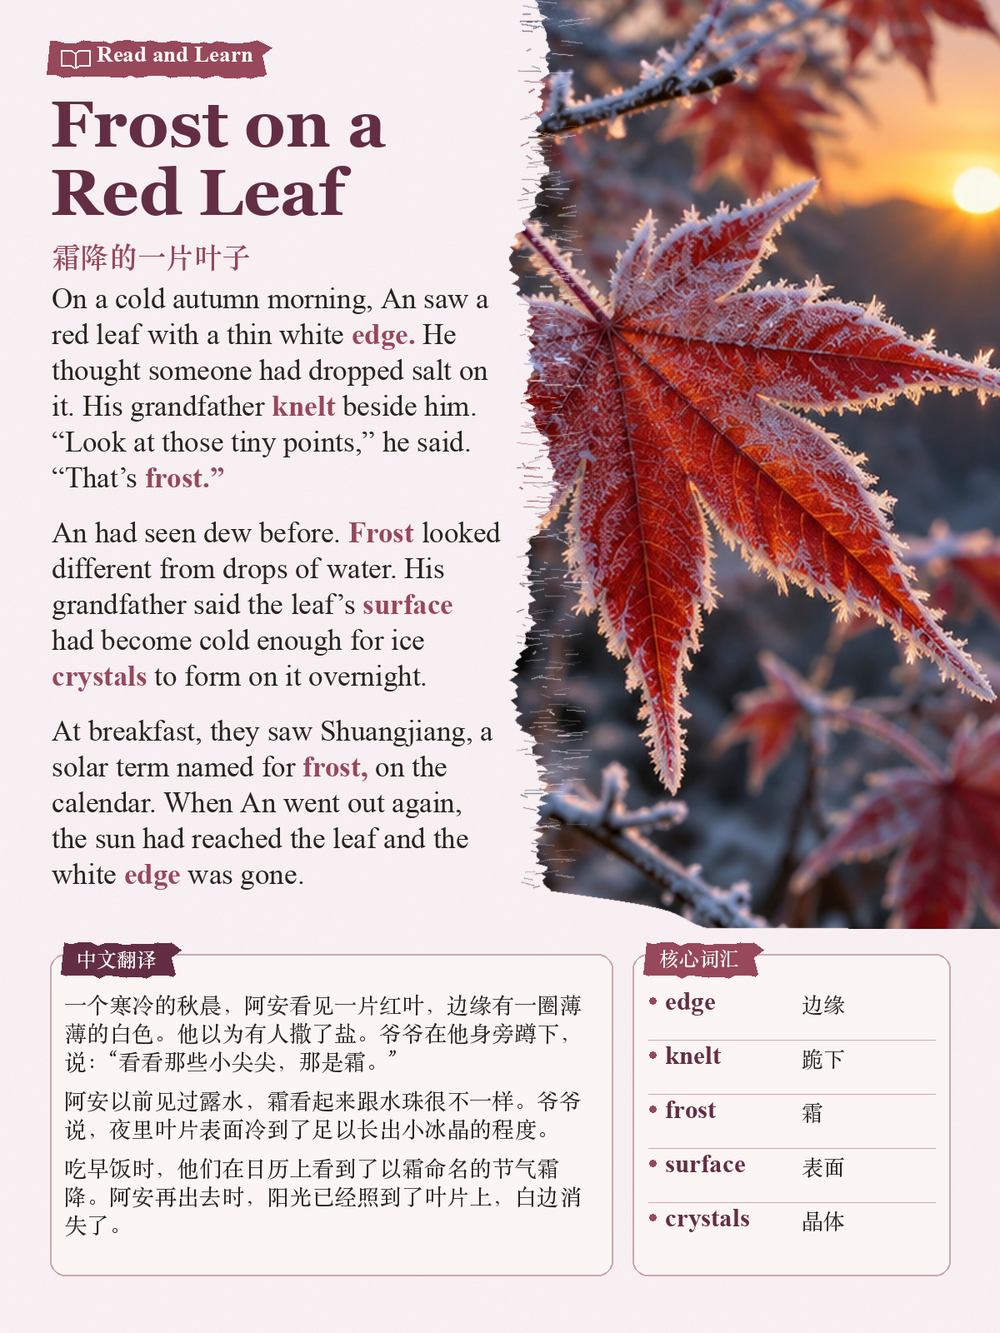 Read and Learn
Frost on a
Red Leaf
霜降的一片叶子
On a cold autumn morning, An saw a
red leaf with a thin white edge. He
thought someone had dropped salt on
it. His grandfather knelt beside him.
“Look at those tiny points,” he said.
“That’s frost.”
An had seen dew before. Frost looked
different from drops of water. His
grandfather said the leaf’s surface
had become cold enough for ice
crystals to form on it overnight.
At breakfast, they saw Shuangjiang, a
solar term named for frost, on the
calendar. When An went out again,
the sun had reached the leaf and the
white edge was gone.
中文翻译
一个寒冷的秋晨，阿安看见一片红叶，边缘有一圈薄
薄的白色。他以为有人撒了盐。爷爷在他身旁蹲下，
说：“看看那些小尖尖，那是霜。”
阿安以前见过露水，霜看起来跟水珠很不一样。爷爷
说，夜里叶片表面冷到了足以长出小冰晶的程度。
吃早饭时，他们在日历上看到了以霜命名的节气霜
降。阿安再出去时，阳光已经照到了叶片上，白边消
失了。
核心词汇
• edge 边缘
• knelt 跪下
• frost 霜
• surface 表面
• crystals 晶体